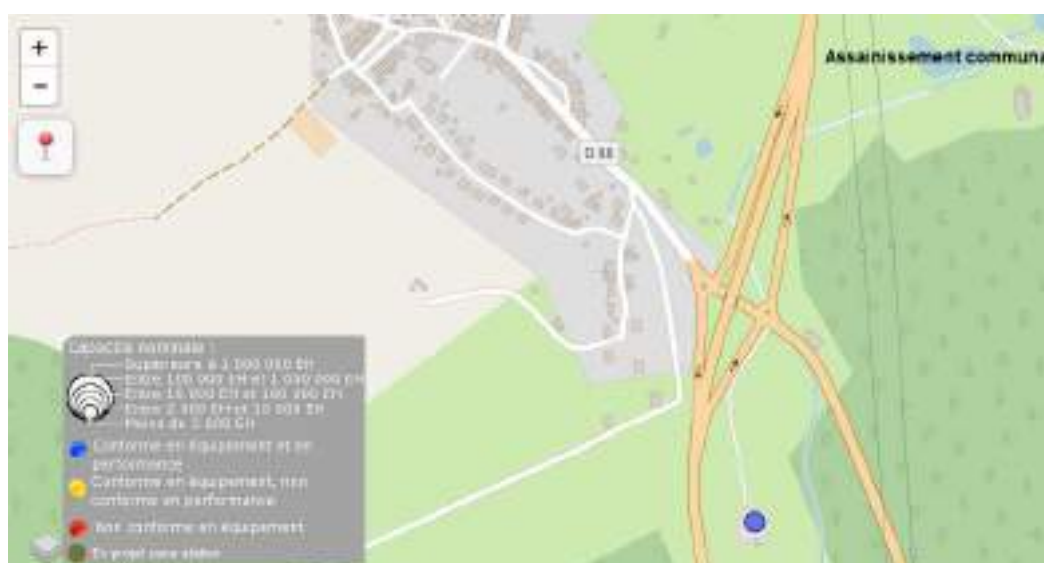 +
Assainissement communa
−
D 68
Capacité nominale :
Supérieure à 1 000 000 EH
Entre 100 000 EH et 1 000 000 EH
Entre 10 000 EH et 100 000 EH
Entre 2 000 EH et 10 000 EH
Moins de 2 000 EH
Conforme en équipement et en
performance
Conforme en équipement, non
conforme en performance
Non conforme en équipement
En projet